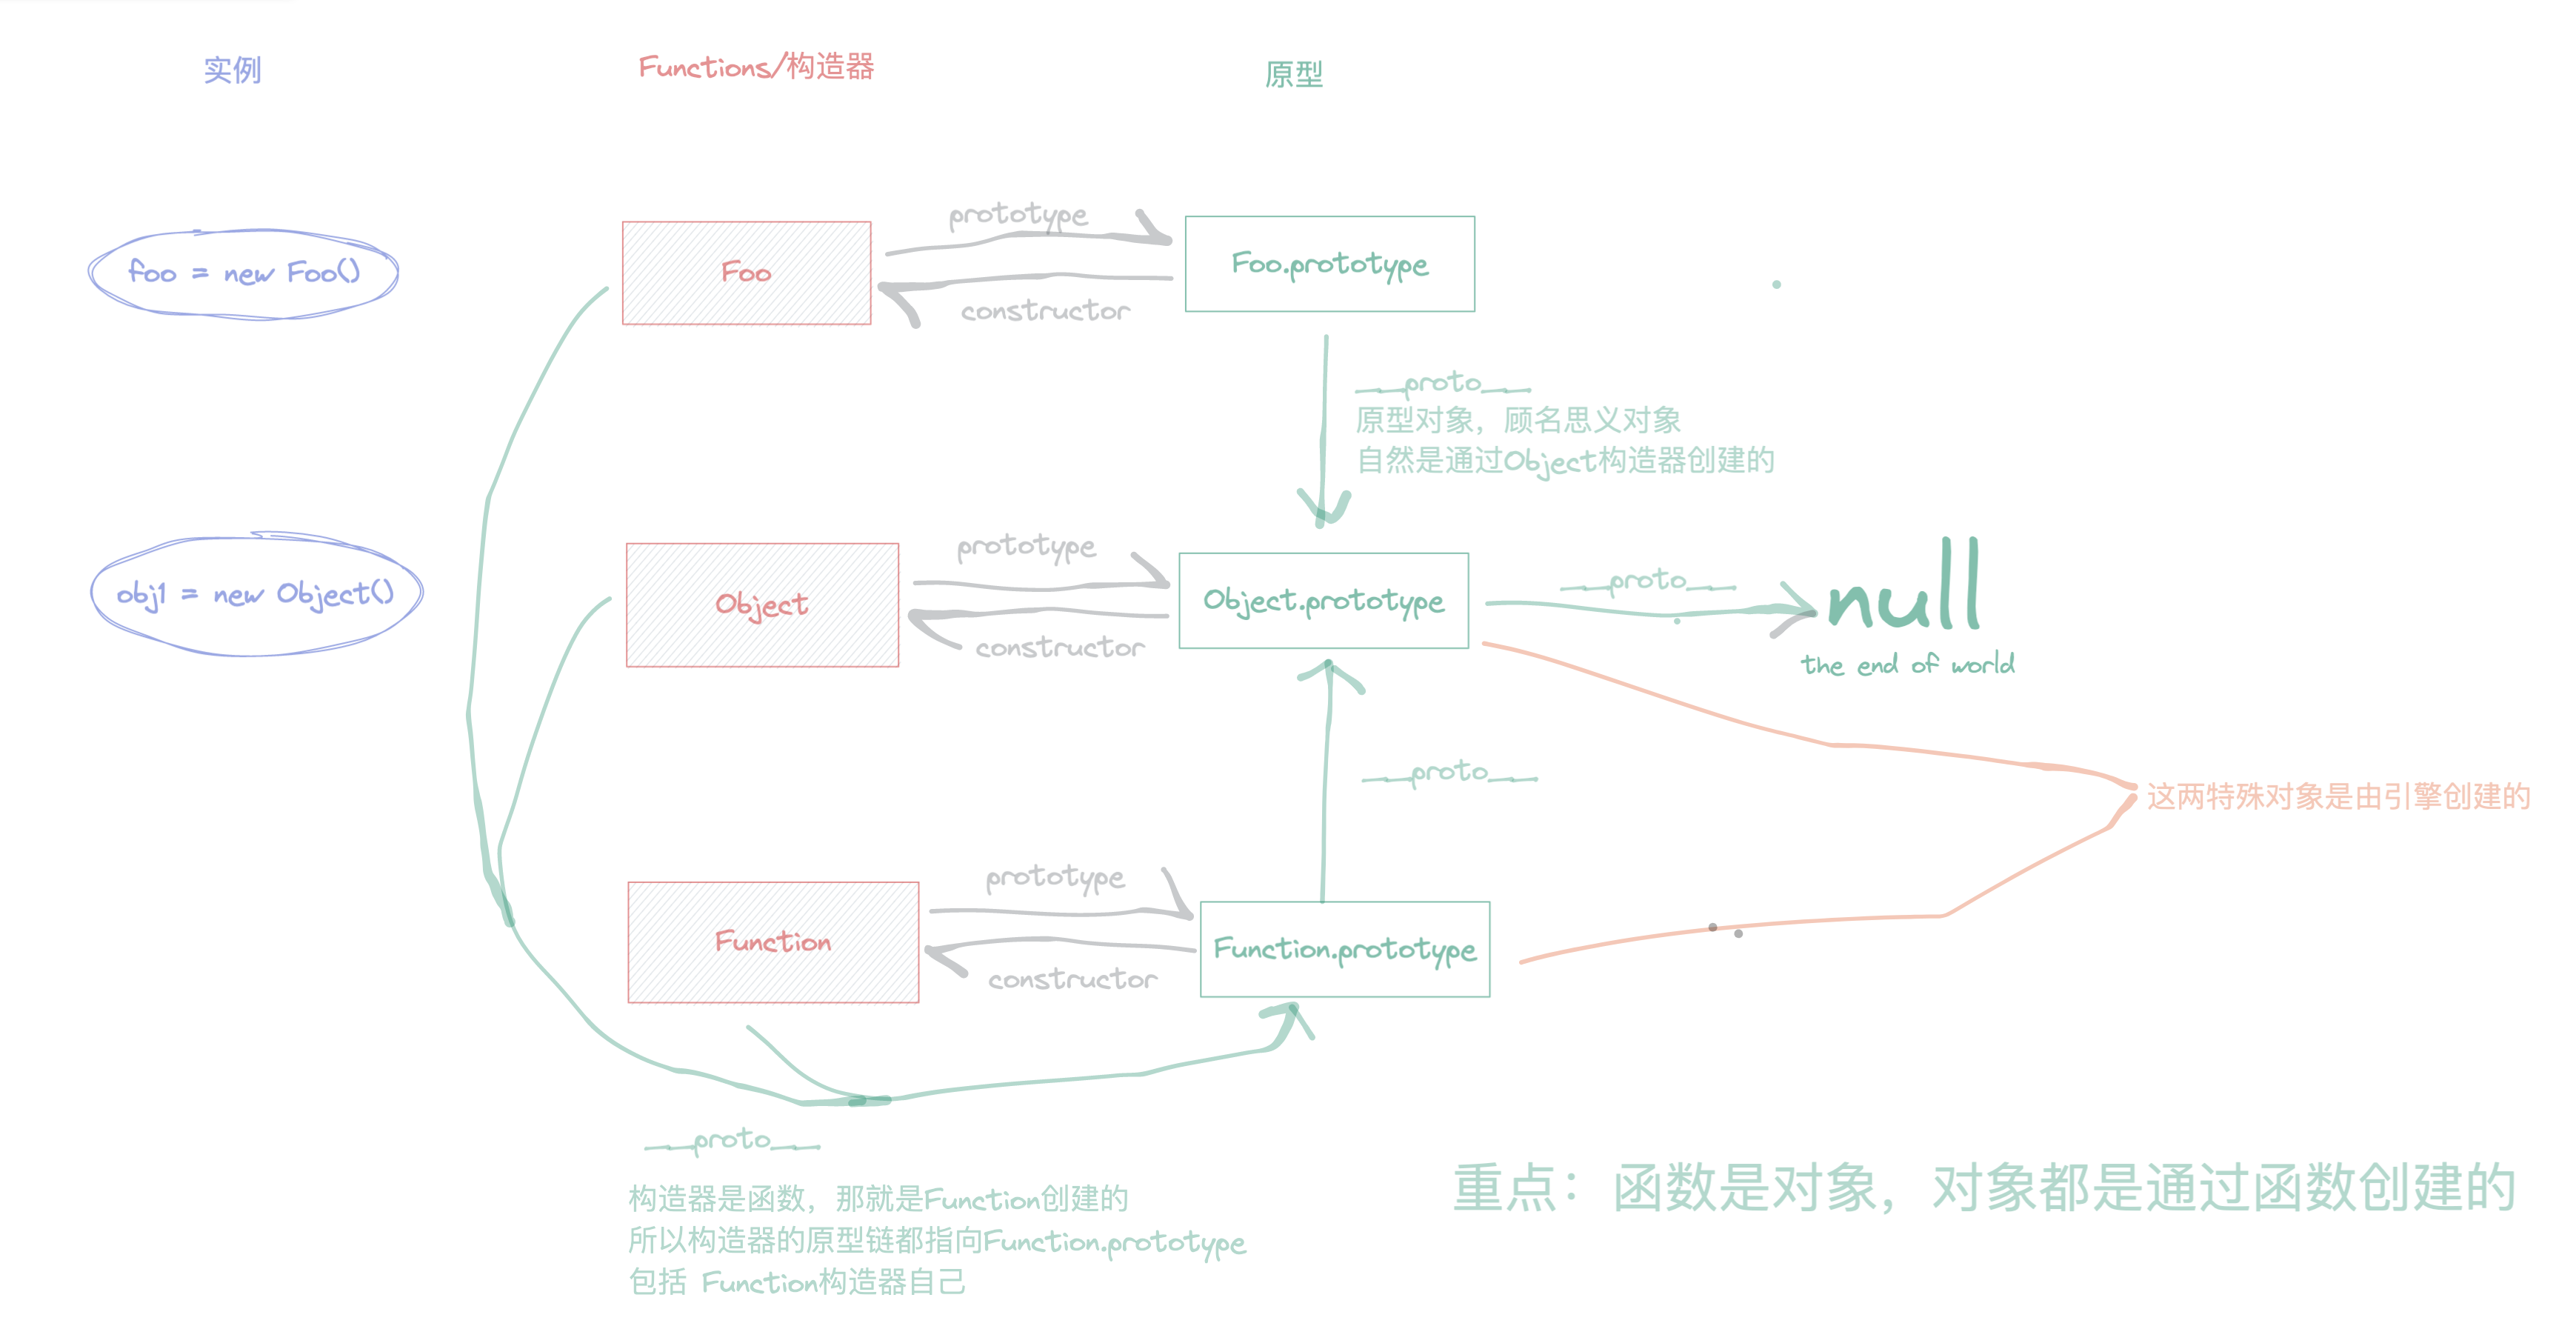 实例
Functions/构造器
原型
foo = new Foo()
Foo
prototype
constructor
Foo.prototype
__proto__
原型对象，顾名思义对象
自然是通过Object构造器创建的
obj1 = new Object()
Object
prototype
constructor
Object.prototype
__proto__
null
the end of world
__proto__
这两特殊对象是由引擎创建的
Function
prototype
constructor
Function.prototype
__proto__
构造器是函数，那就是Function创建的
所以构造器的原型链都指向Function.prototype
包括 Function构造器自己
重点：函数是对象，对象都是通过函数创建的